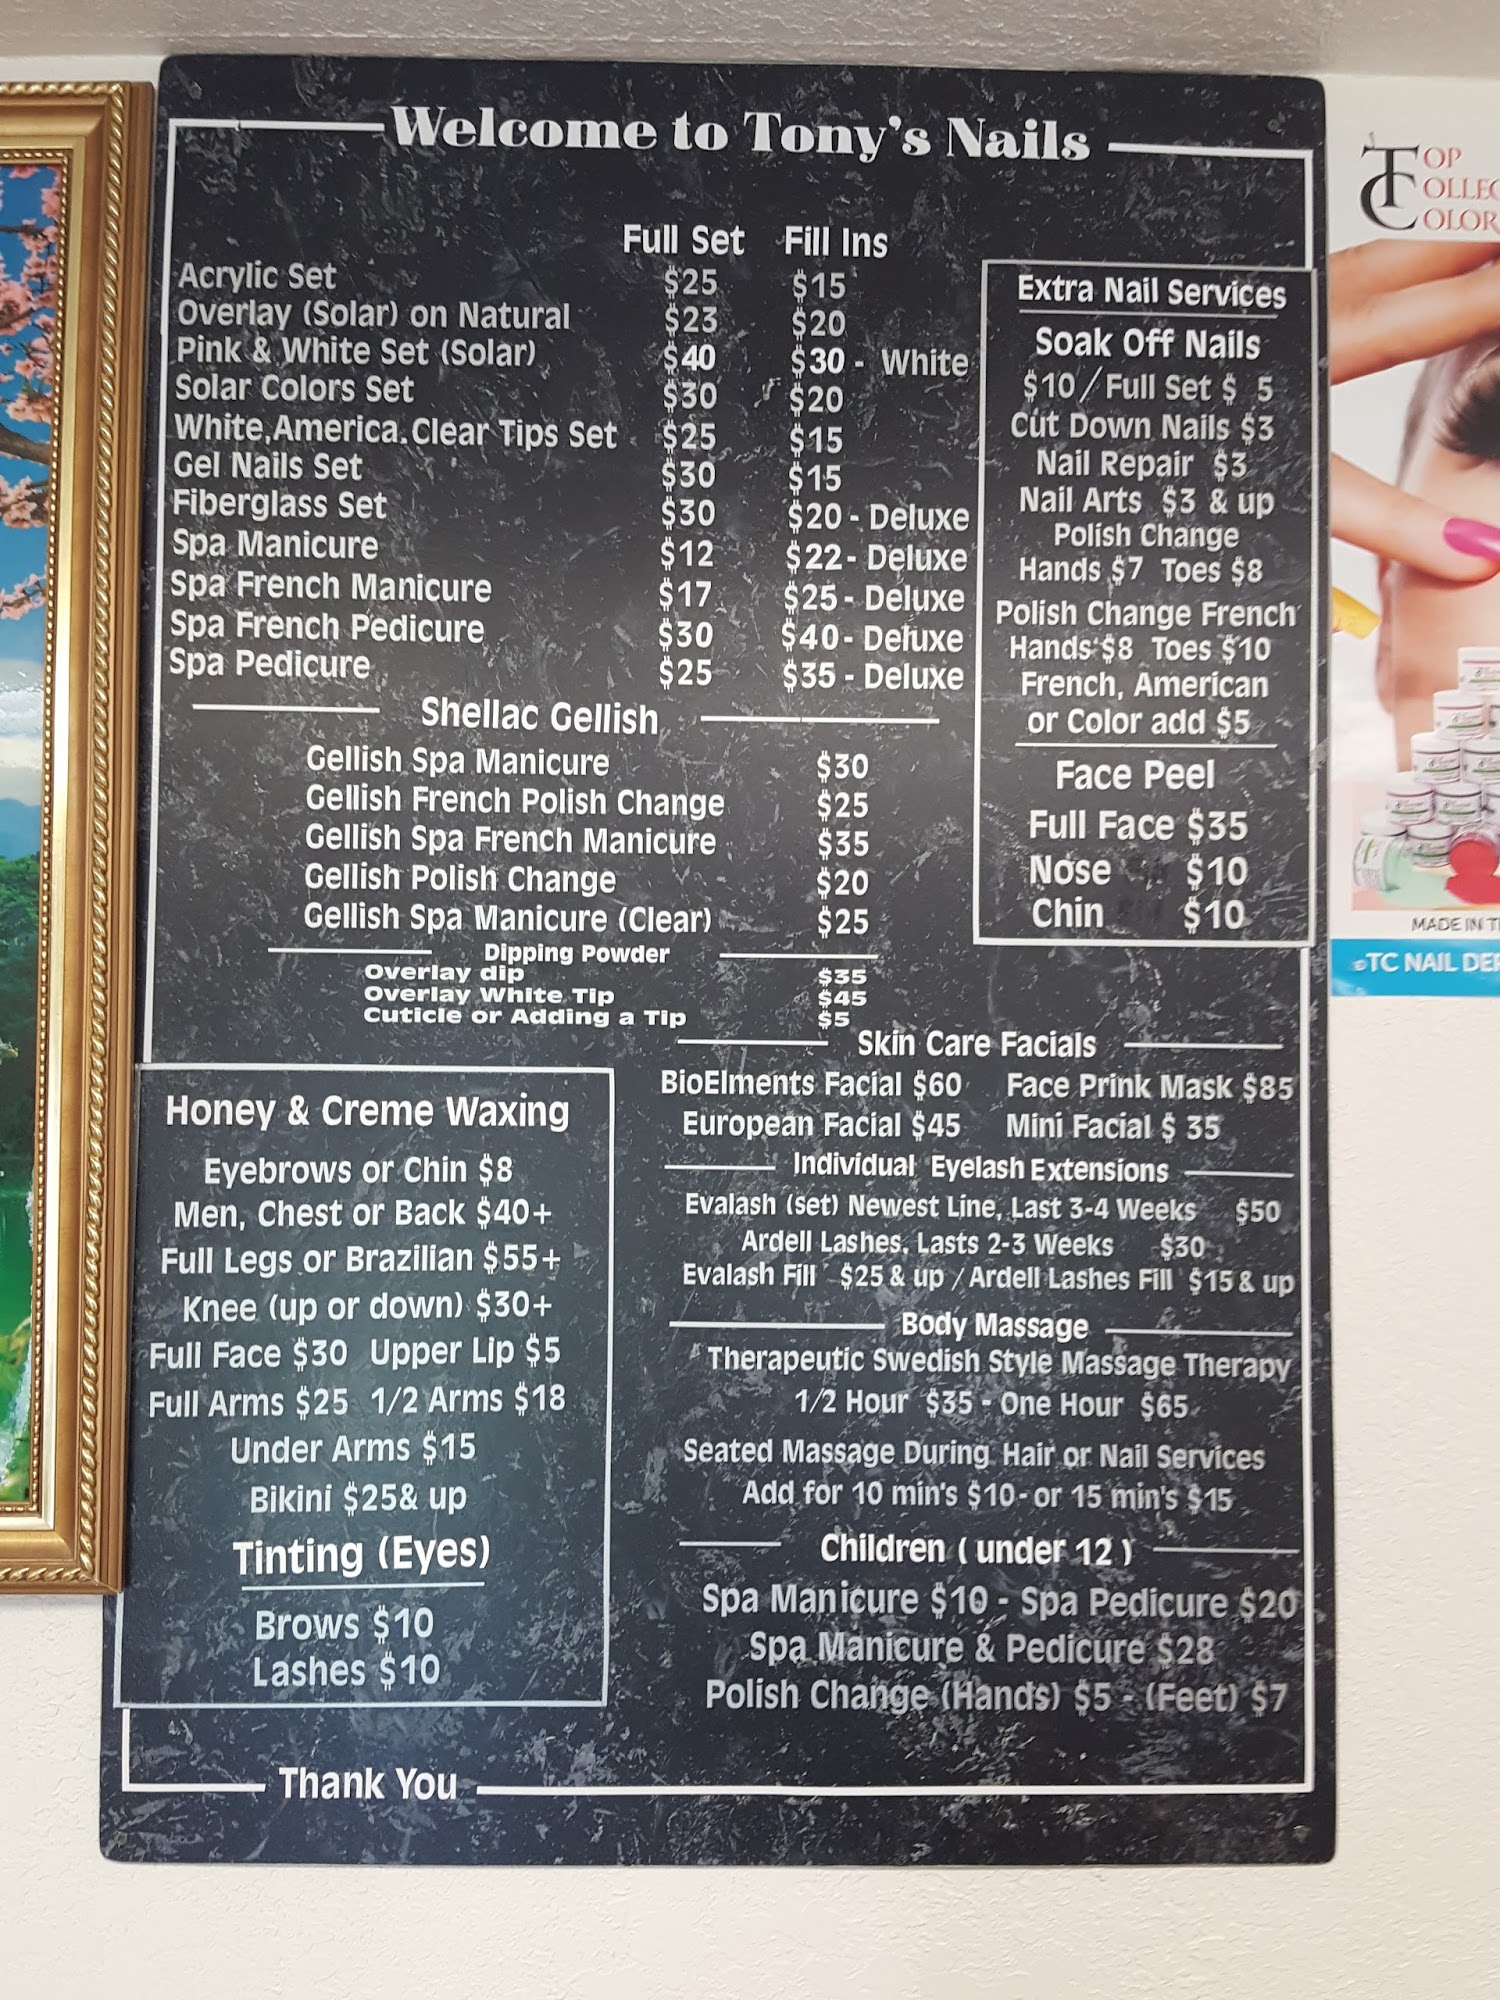 Welcome to Tony's Nails
Full Set Fill Ins
Acrylic Set $25 $15
Overlay (Solar) on Natural $23 $20
Pink & White Set (Solar) $40 $30 - White
Solar Colors Set $30 $20
White, America. Clear Tips Set $25 $15
Gel Nails Set $30 $15
Fiberglass Set $30 $20 - Deluxe
Spa Manicure $12 $22 - Deluxe
Spa French Manicure $17 $25 - Deluxe
Spa French Pedicure $30 $40 - Deluxe
Spa Pedicure $25 $35 - Deluxe
Shellac Gellish
Gellish Spa Manicure $30
Gellish French Polish Change $25
Gellish Spa French Manicure $35
Gellish Polish Change $20
Gellish Spa Manicure (Clear) $25
Dipping Powder
Overlay dip $35
Overlay White Tip $45
Cuticle or Adding a Tip $5
Extra Nail Services
Soak Off Nails
$10 / Full Set $ 5
Cut Down Nails $3
Nail Repair $3
Nail Arts $3 & up
Polish Change
Hands $7 Toes $8
Polish Change French
Hands $8 Toes $10
French, American
or Color add $5
Face Peel
Full Face $35
Nose $10
Chin $10
Honey & Creme Waxing
Eyebrows or Chin $8
Men, Chest or Back $40+
Full Legs or Brazilian $55+
Knee (up or down) $30+
Full Face $30 Upper Lip $5
Full Arms $25 1/2 Arms $18
Under Arms $15
Bikini $25& up
Tinting (Eyes)
Brows $10
Lashes $10
Skin Care Facials
BioElments Facial $60 Face Prink Mask $85
European Facial $45 Mini Facial $ 35
Individual Eyelash Extensions
Evalash (set) Newest Line, Last 3-4 Weeks $50
Ardell Lashes, Lasts 2-3 Weeks $30
Evalash Fill $25 & up / Ardell Lashes Fill $15 & up
Body Massage
Therapeutic Swedish Style Massage Therapy
1/2 Hour $35 - One Hour $65
Seated Massage During Hair or Nail Services
Add for 10 min's $10 - or 15 min's $15
Children ( under 12 )
Spa Manicure $10 - Spa Pedicure $20
Spa Manicure & Pedicure $28
Polish Change (Hands) $5 - (Feet) $7
Thank You
TOP
COLLEC
COLOR
MADE IN T
TC NAIL DE